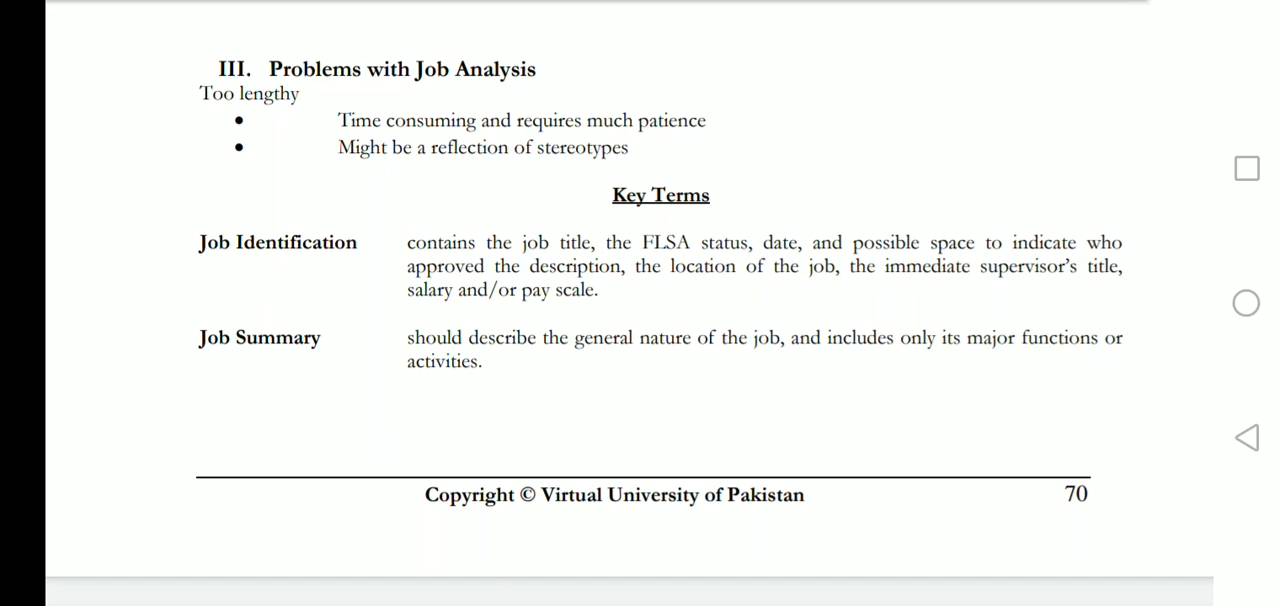 III. Problems with Job Analysis
Too lengthy
• Time consuming and requires much patience
• Might be a reflection of stereotypes
Key Terms
Job Identification contains the job title, the FLSA status, date, and possible space to indicate who
approved the description, the location of the job, the immediate supervisor's title,
salary and/or pay scale.
Job Summary should describe the general nature of the job, and includes only its major functions or
activities.
Copyright © Virtual University of Pakistan 70